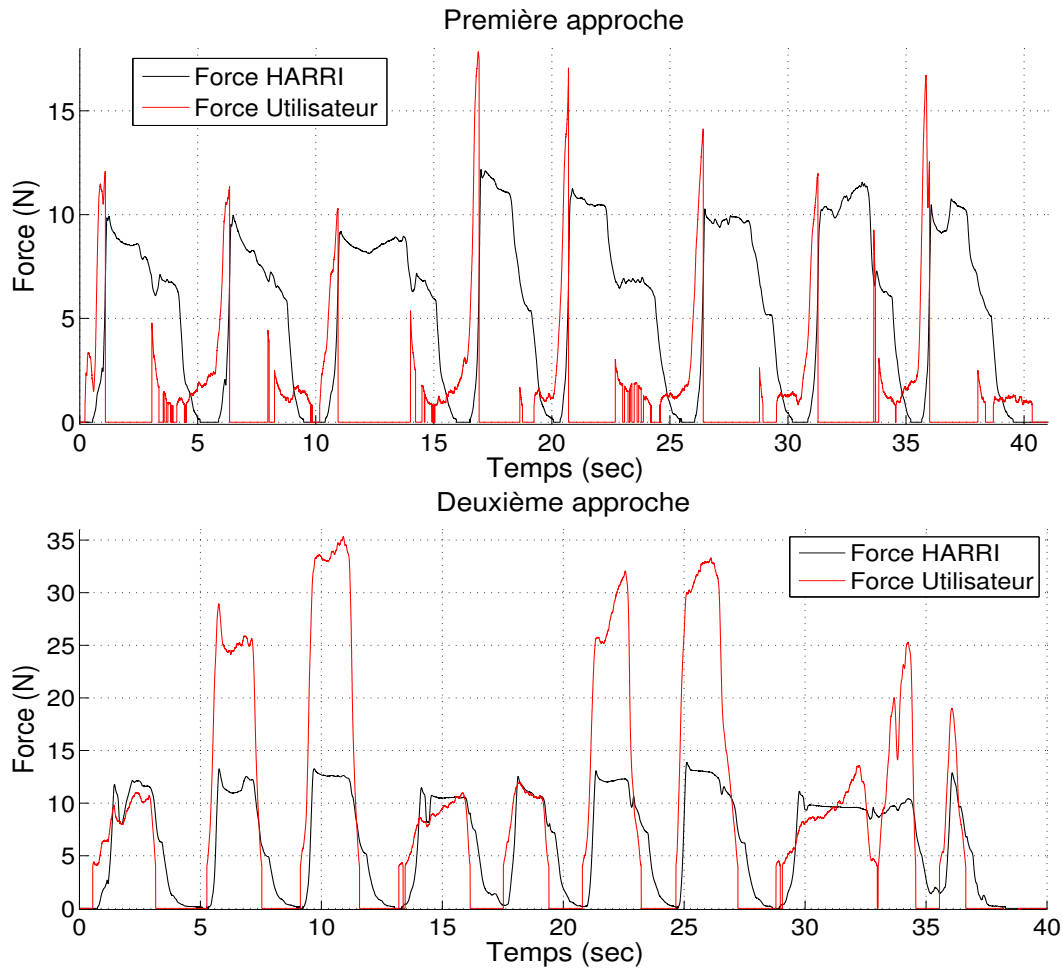 Première approche
Force HARRI
Force Utilisateur
Force (N)
15
10
5
0
0 5 10 15 20 25 30 35 40
Temps (sec)
Deuxième approche
Force HARRI
Force Utilisateur
Force (N)
35
30
25
20
15
10
5
0
0 5 10 15 20 25 30 35 40
Temps (sec)